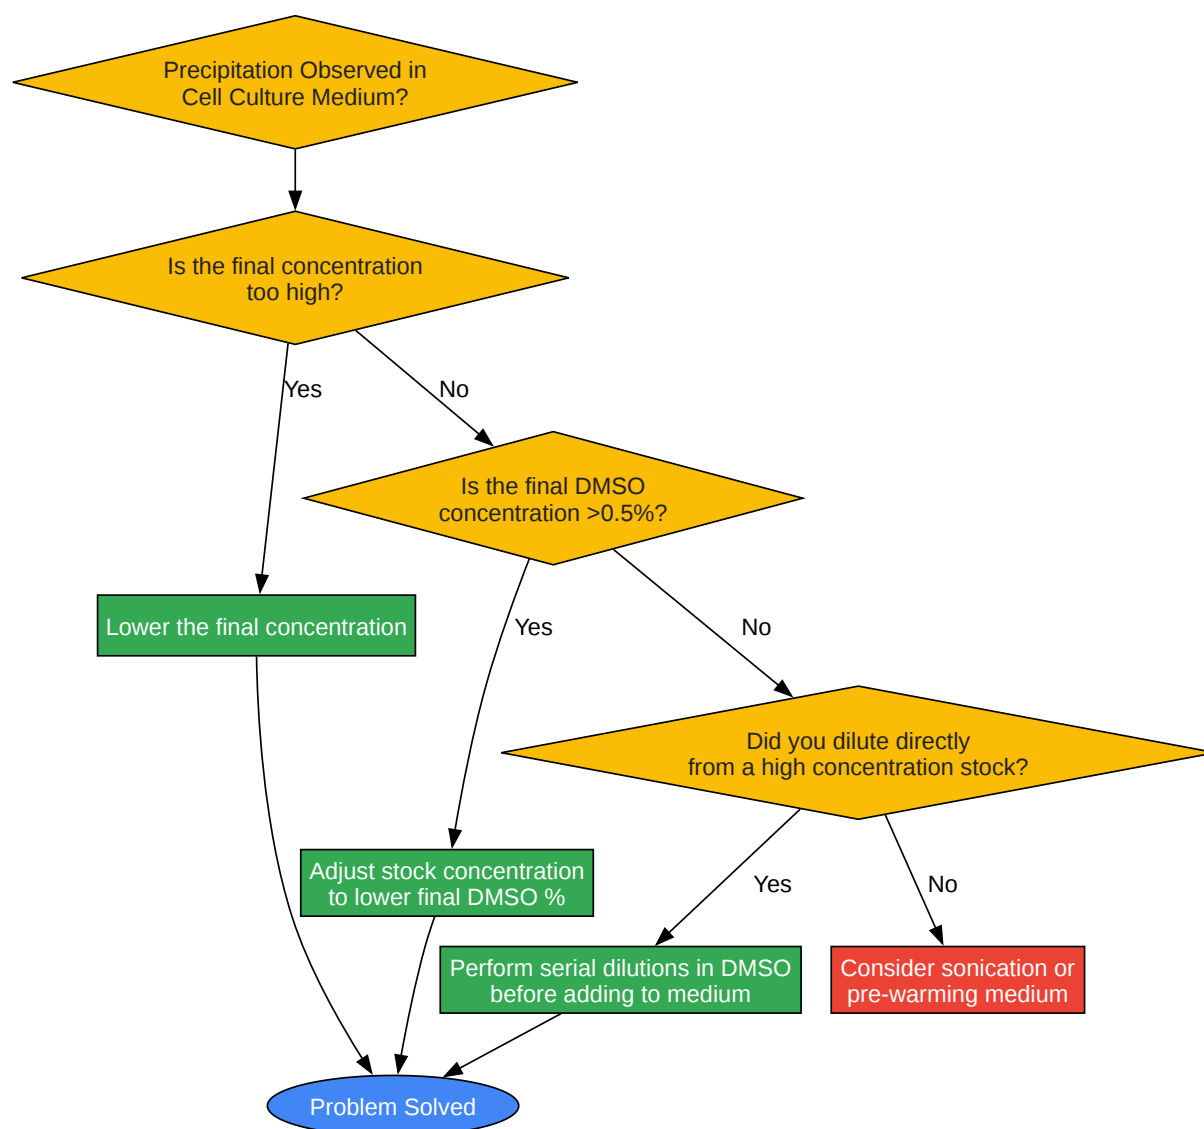 Precipitation Observed in
Cell Culture Medium?
Is the final concentration
too high?
Yes
No
Is the final DMSO
concentration >0.5%?
Lower the final concentration
Yes
No
Did you dilute directly
from a high concentration stock?
Adjust stock concentration
to lower final DMSO %
Yes
No
Perform serial dilutions in DMSO
before adding to medium
Consider sonication or
pre-warming medium
Problem Solved